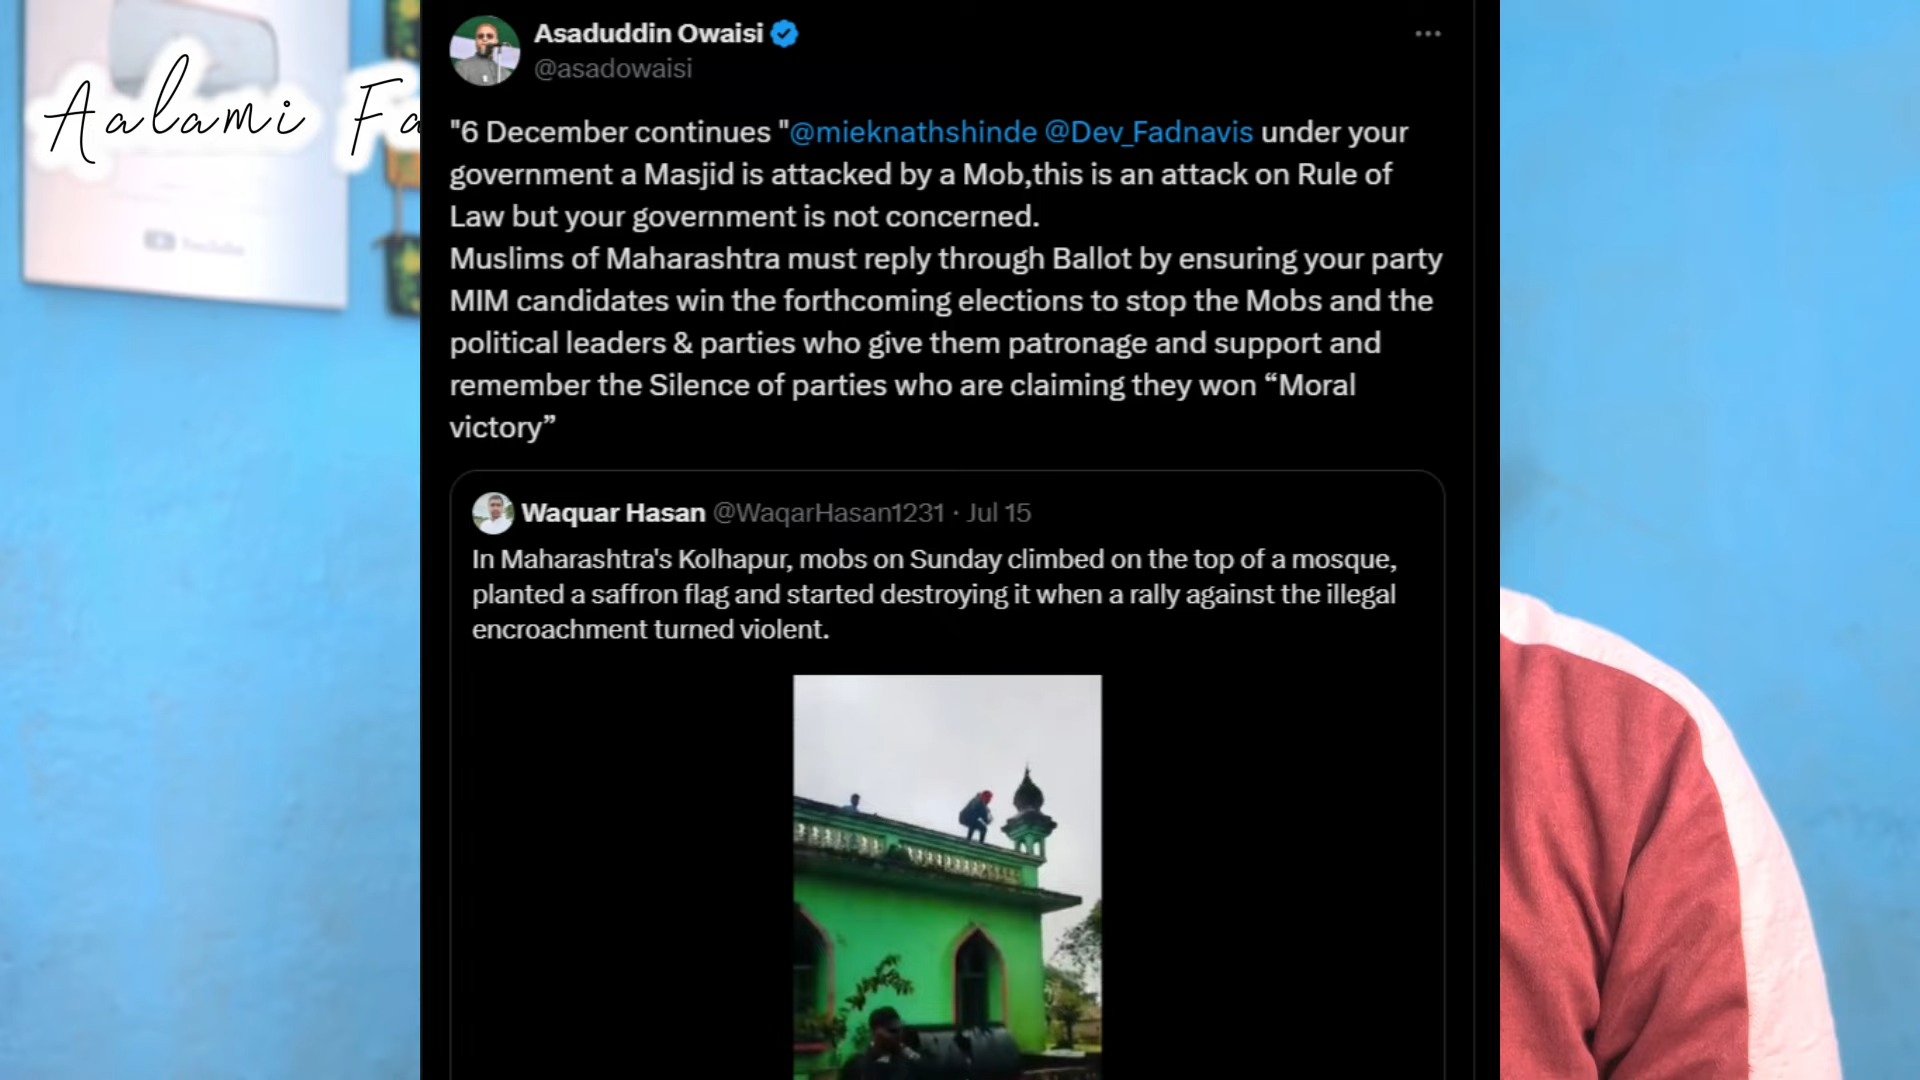 Aalami Fa
Asaduddin Owaisi
@asadowaisi
"6 December continues "@mieknathshinde @Dev_Fadnavis under your
government a Masjid is attacked by a Mob,this is an attack on Rule of
Law but your government is not concerned.
Muslims of Maharashtra must reply through Ballot by ensuring your party
MIM candidates win the forthcoming elections to stop the Mobs and the
political leaders & parties who give them patronage and support and
remember the Silence of parties who are claiming they won “Moral
victory”
Waquar Hasan @WaqarHasan1231 · Jul 15
In Maharashtra's Kolhapur, mobs on Sunday climbed on the top of a mosque,
planted a saffron flag and started destroying it when a rally against the illegal
encroachment turned violent.